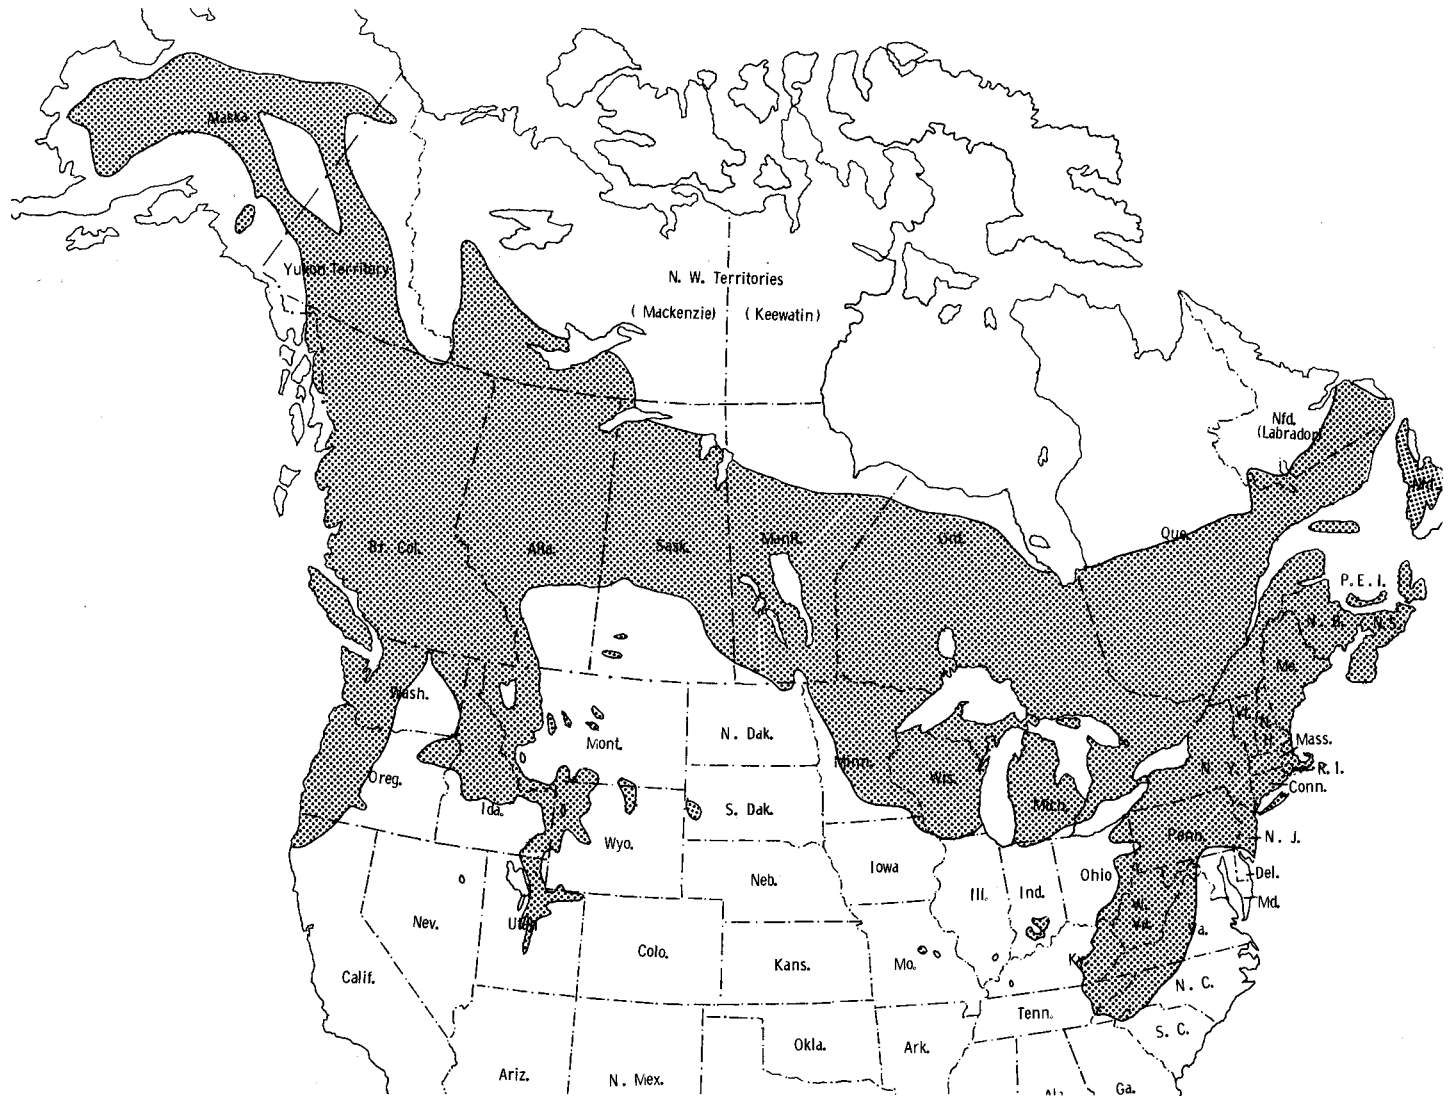 Alaska
Yukon Territory
N. W. Territories
( Mackenzie)
( Keewatin)
Nfd.
(Labrador)
Nfd.
Br. Col.
Alta.
Sask.
Manit.
Ont.
Que.
P. E. I.
N. B.
N.S.
Me.
Wash.
Vt.
N.
H.
Mass.
R. I.
Conn.
N. Y.
Mont.
N. Dak.
Minn.
Wis.
Mich.
Oreg.
Ida.
S. Dak.
Penn.
N. J.
Wyo.
Iowa
Ohio
Del.
Neb.
Ill.
Ind.
Md.
W.
Va.
Va.
Nev.
Utah
Colo.
Kans.
Mo.
Ky.
Calif.
N. C.
Tenn.
S. C.
Okla.
Ark.
Ariz.
N. Mex.
Ala.
Ga.